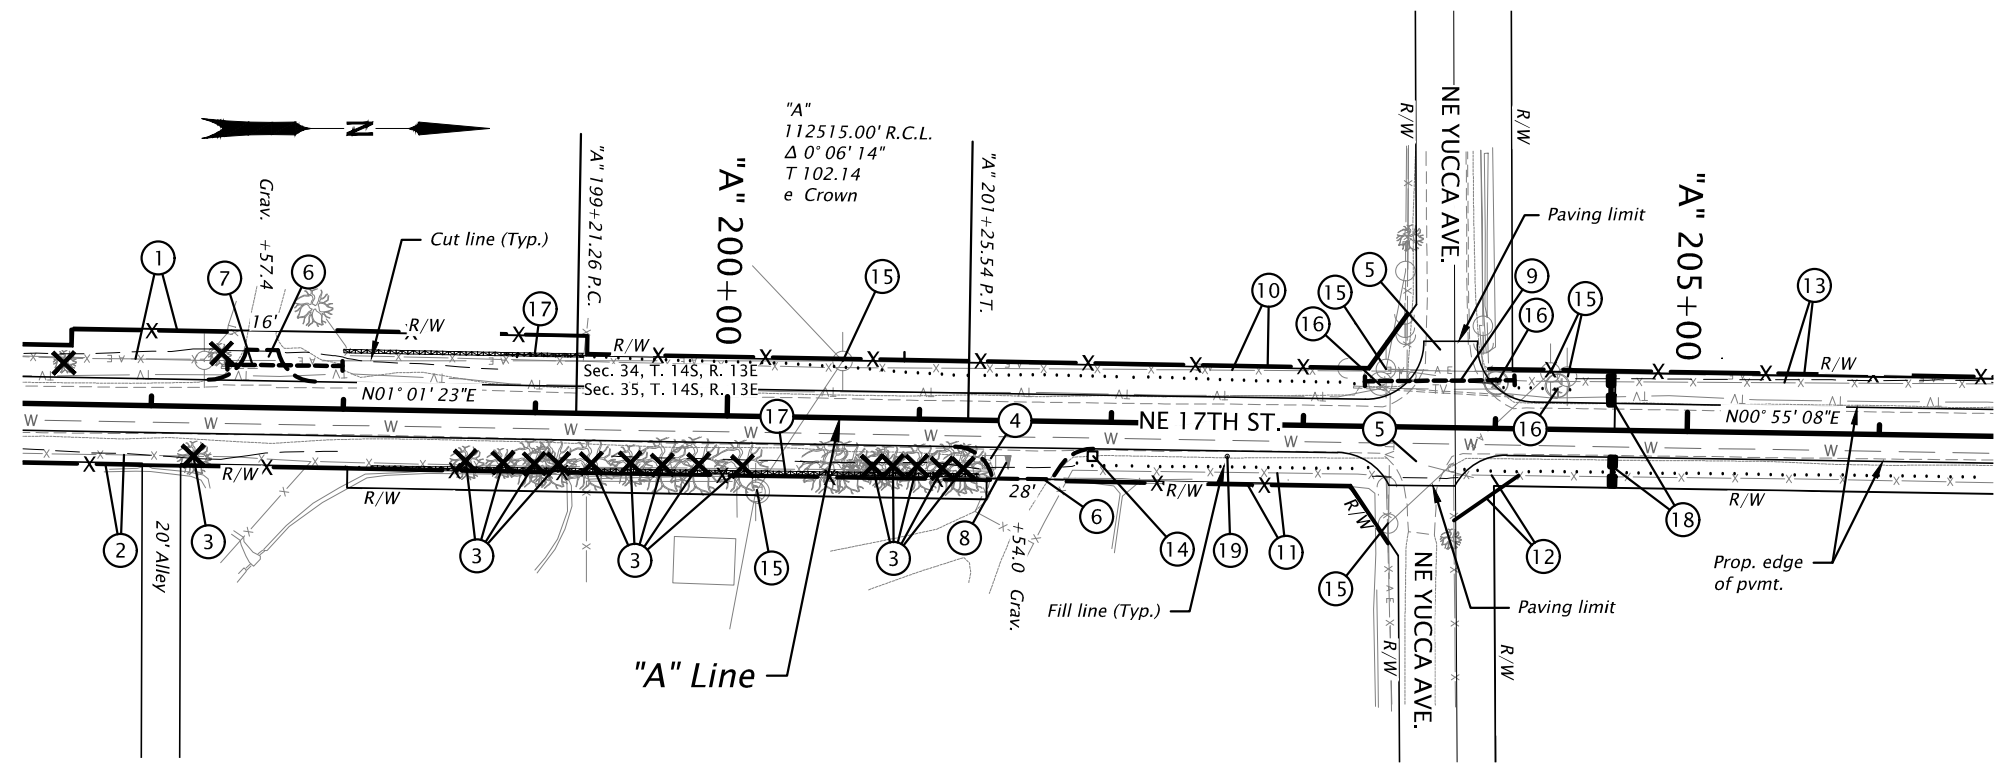 "A"
112515.00' R.C.L.
Δ 0° 06' 14"
T 102.14
e Crown
N
Grav. +57.4
16'
Cut line (Typ.)
"A" 199+21.26 P.C.
"A" 200+00
"A" 201+25.54 P.T.
R/W
NE YUCCA AVE.
R/W
Paving limit
"A" 205+00
1
7
6
17
15
10
5
15
16
9
16
15
13
R/W
R/W
R/W
Sec. 34, T. 14S, R. 13E
Sec. 35, T. 14S, R. 13E
N01° 01' 23"E
17
4
NE 17TH ST.
5
16
N00° 55' 08"E
W W W W W W W W W W
R/W
R/W
28'
R/W
R/W
R/W
2
20' Alley
3
3
3
15
3
8
+54.0 Grav.
6
14
19
11
15
12
18
Fill line (Typ.)
Paving limit
Prop. edge
of pvmt.
"A" Line
R/W
NE YUCCA AVE.
R/W